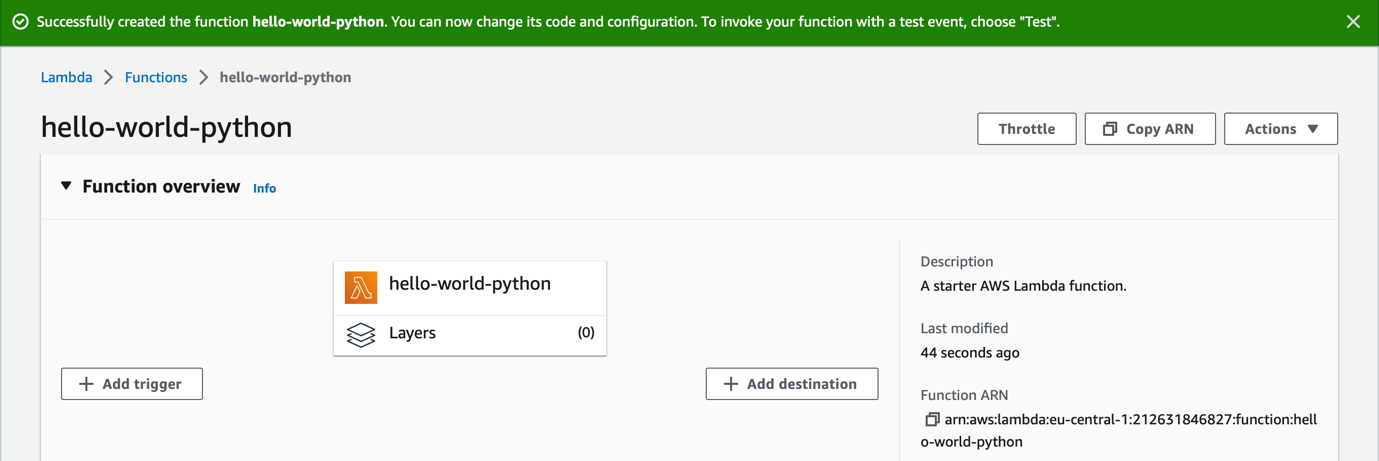 Successfully created the function hello-world-python. You can now change its code and configuration. To invoke your function with a test event, choose "Test".
Lambda > Functions > hello-world-python
hello-world-python
Throttle
Copy ARN
Actions
Function overview Info
hello-world-python
Layers (0)
Add trigger
Add destination
Description
A starter AWS Lambda function.
Last modified
44 seconds ago
Function ARN
arn:aws:lambda:eu-central-1:212631846827:function:hell
o-world-python